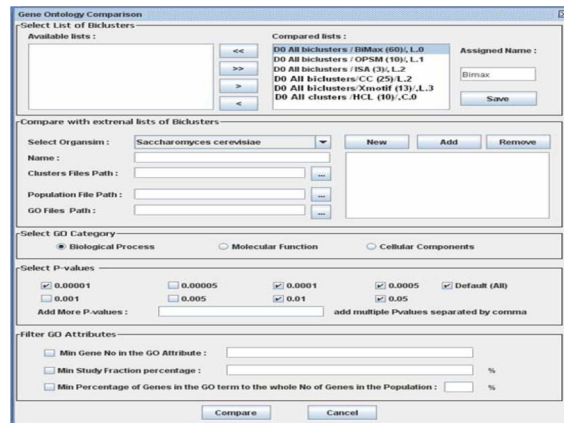 Gene Ontology Comparison
Select List of Biclusters
Available lists :
Compared lists :
<<
>>
>
<
D0 All biclusters / BiMax (60)/, L.0
D0 All biclusters / OPSM (10)/, L.1
D0 All biclusters / ISA (3)/, L.2
D0 All biclusters/CC (25)/L.2
D0 All biclusters/Xmotif (13)/,L.3
D0 All clusters /HCL (10)/,C.0
Assigned Name :
Bimax
Save
Compare with extrenal lists of Biclusters
Select Organsim : Saccharomyces cerevisiae
New Add Remove
Name :
Clusters Files Path : ...
Population File Path : ...
GO Files Path : ...
Select GO Category
Biological Process Molecular Function Cellular Components
Select P-values
0.00001 0.00005 0.0001 0.0005 Default (All)
0.001 0.005 0.01 0.05
Add More P-values : add multiple Pvalues separated by comma
Filter GO Attributes
Min Gene No in the GO Attribute :
Min Study Fraction percentage : %
Min Percentage of Genes in the GO term to the whole No of Genes in the Population : %
Compare Cancel